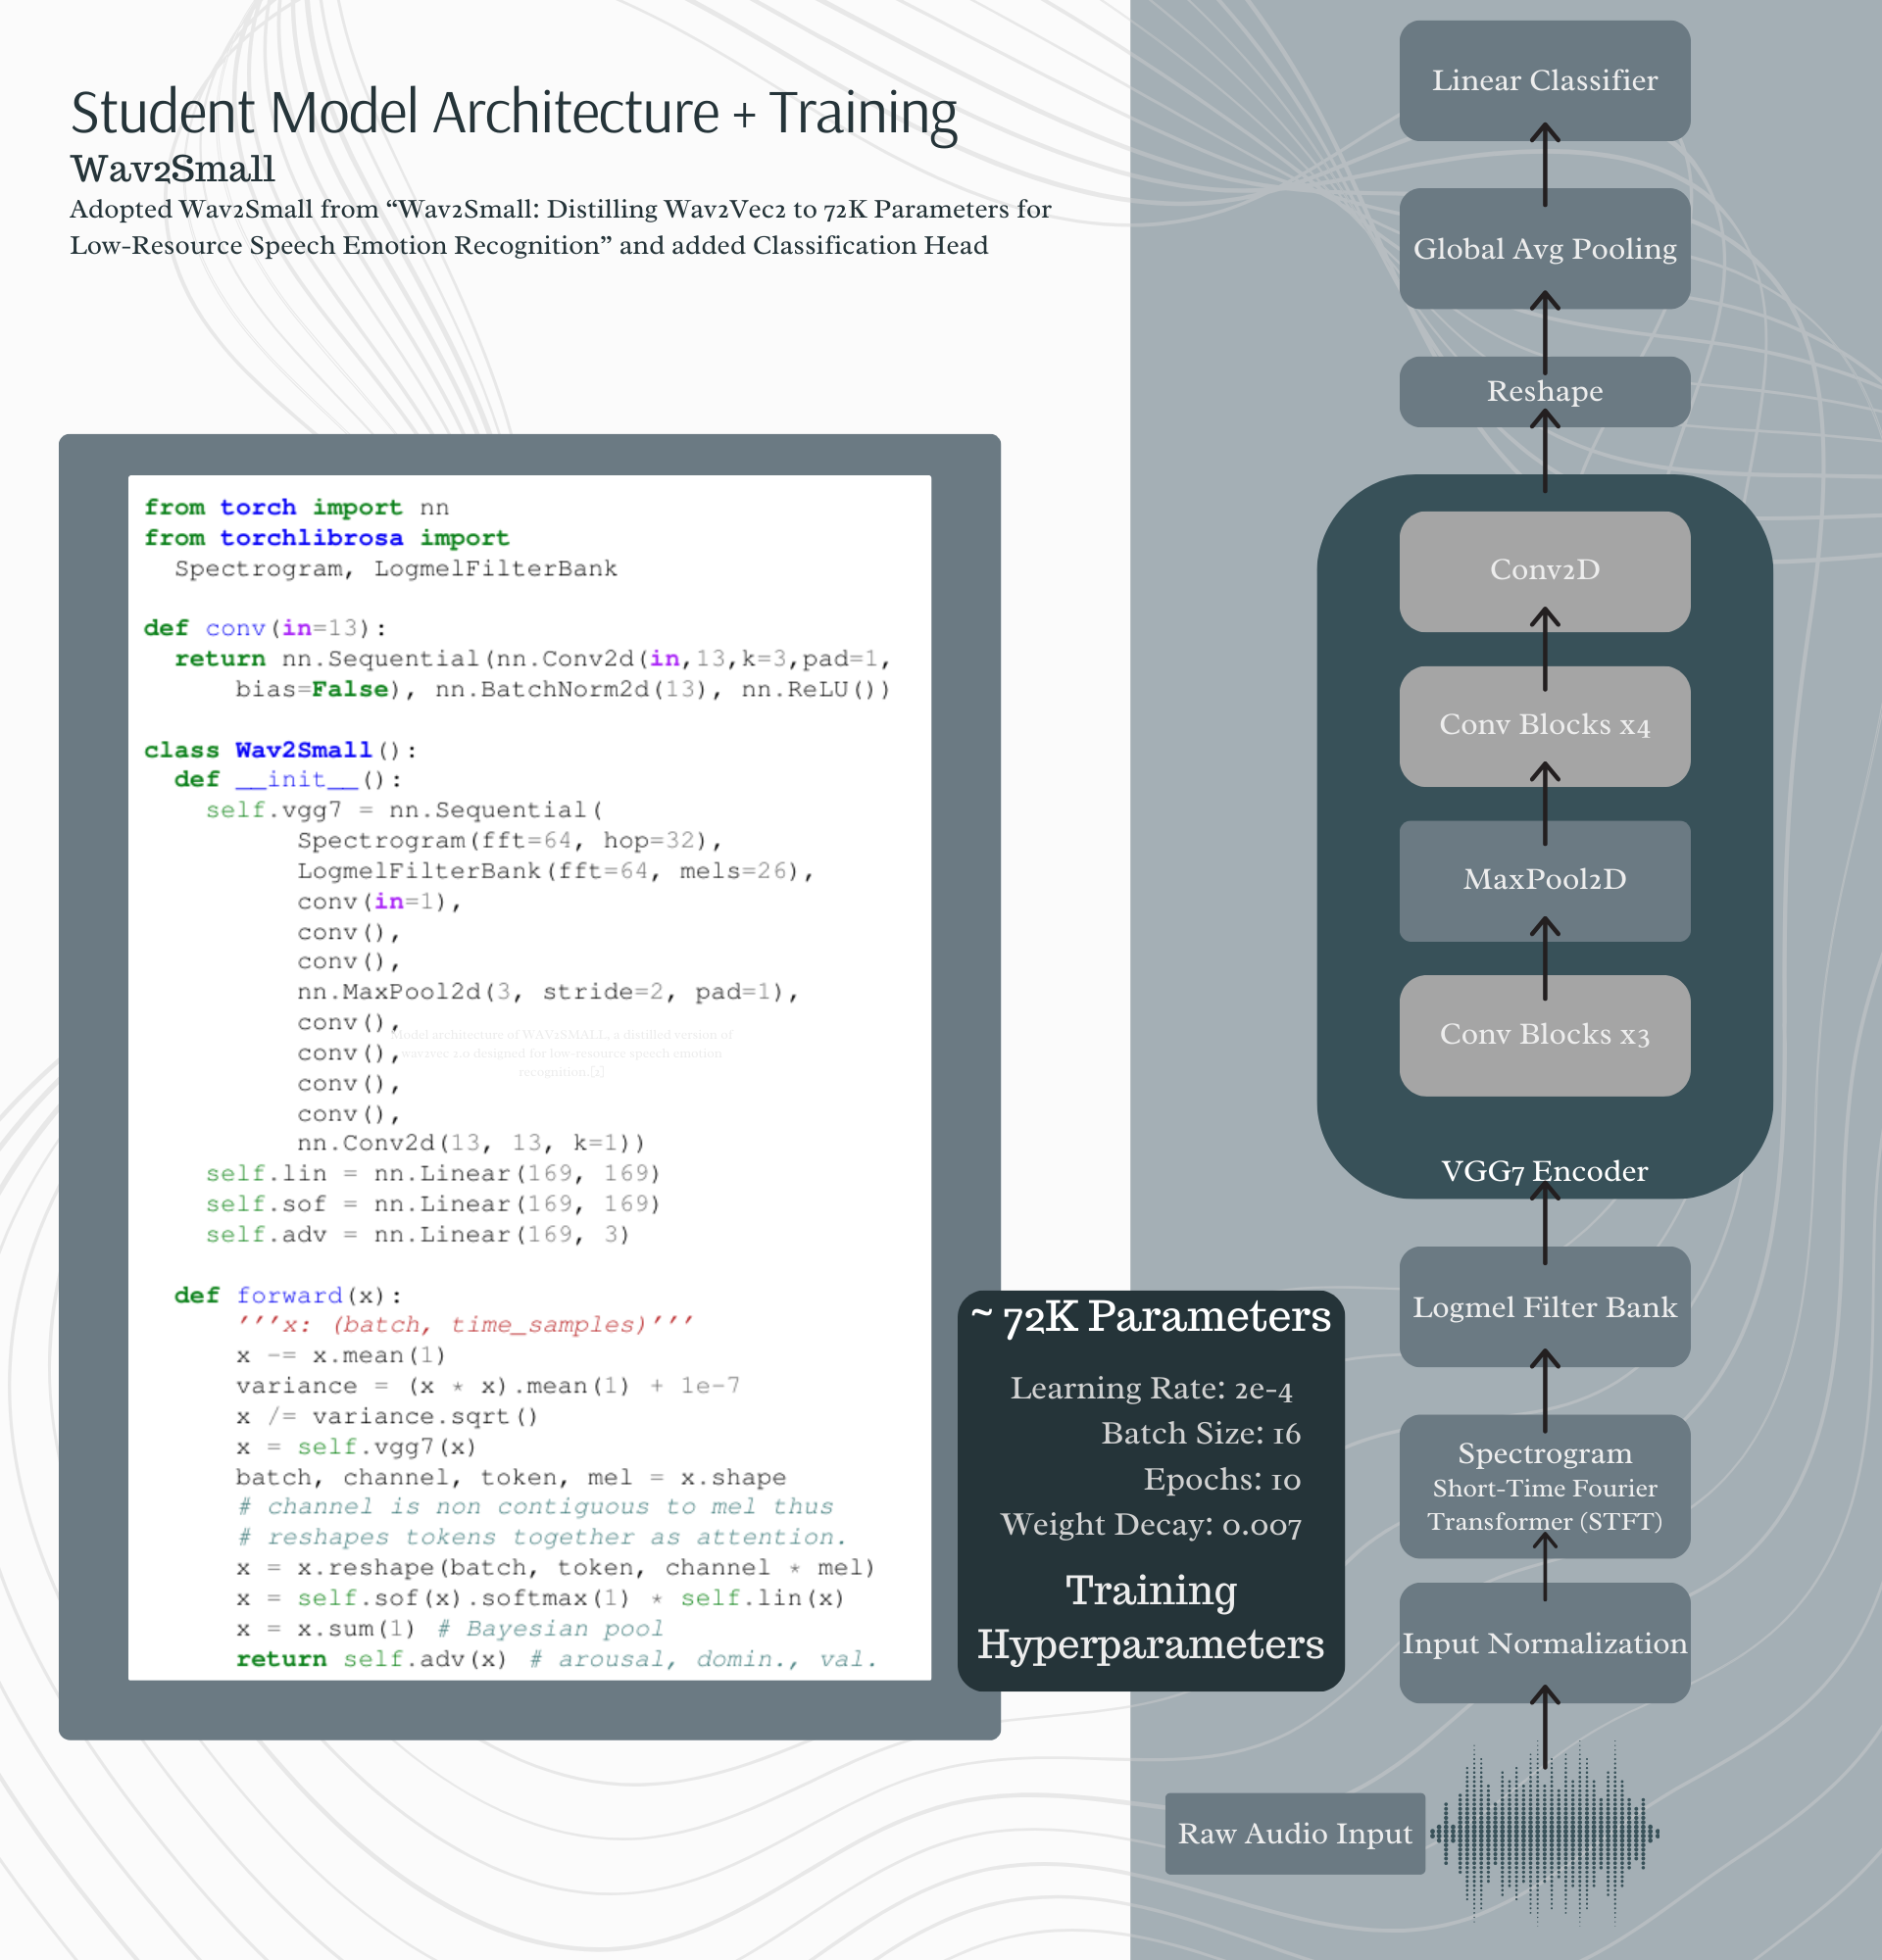 Student Model Architecture + Training
Wav2Small
Adopted Wav2Small from “Wav2Small: Distilling Wav2Vec2 to 72K Parameters for
Low-Resource Speech Emotion Recognition” and added Classification Head
from torch import nn
from torchlibrosa import
Spectrogram, LogmelFilterBank
def conv(in=13):
return nn.Sequential(nn.Conv2d(in,13,k=3,pad=1,
bias=False), nn.BatchNorm2d(13), nn.ReLU())
class Wav2Small():
def __init__():
self.vgg7 = nn.Sequential(
Spectrogram(fft=64, hop=32),
LogmelFilterBank(fft=64, mels=26),
conv(in=1),
conv(),
conv(),
nn.MaxPool2d(3, stride=2, pad=1),
conv(),
conv(),
conv(),
conv(),
nn.Conv2d(13, 13, k=1))
self.lin = nn.Linear(169, 169)
self.sof = nn.Linear(169, 169)
self.adv = nn.Linear(169, 3)
def forward(x):
'''x: (batch, time_samples)'''
x -= x.mean(1)
variance = (x * x).mean(1) + 1e-7
x /= variance.sqrt()
x = self.vgg7(x)
batch, channel, token, mel = x.shape
# channel is non contiguous to mel thus
# reshapes tokens together as attention.
x = x.reshape(batch, token, channel * mel)
x = self.sof(x).softmax(1) * self.lin(x)
x = x.sum(1) # Bayesian pool
return self.adv(x) # arousal, domin., val.
Model architecture of WAV2SMALL, a distilled version of
wav2vec 2.0 designed for low-resource speech emotion
recognition.[1]
~ 72K Parameters
Learning Rate: 2e-4
Batch Size: 16
Epochs: 10
Weight Decay: 0.007
Training
Hyperparameters
Linear Classifier
Global Avg Pooling
Reshape
Conv2D
Conv Blocks x4
MaxPool2D
Conv Blocks x3
VGG7 Encoder
Logmel Filter Bank
Spectrogram
Short-Time Fourier
Transformer (STFT)
Input Normalization
Raw Audio Input